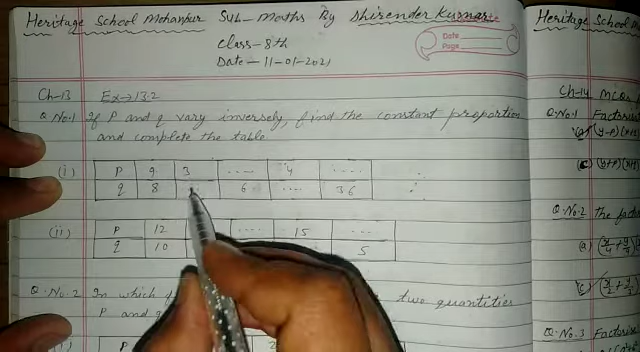 Heritage School Mohanpur Sub-Maths By Shirender Kumar
Class-8th
Date-11-01-2021
Date
Page
Ch-13 Ex→13.2
Q.No.1 If P and q vary inversely, find the constant proportion
and complete the table.
(i) P 9 3 .... 4 ....
q 8 6 .... 36
(ii) P 12 .... 15 ...
q 10 5
Q.No.2 In which two quantities
P and q
(i) P 2
Heritage School
Ch-14 MCQs
Q.No.1 Factoris
(a) (y-e)(x+
(c) (y+e)(x+
Q.No.2 the fact
(a)
(c)
Q.No.3 Factoris